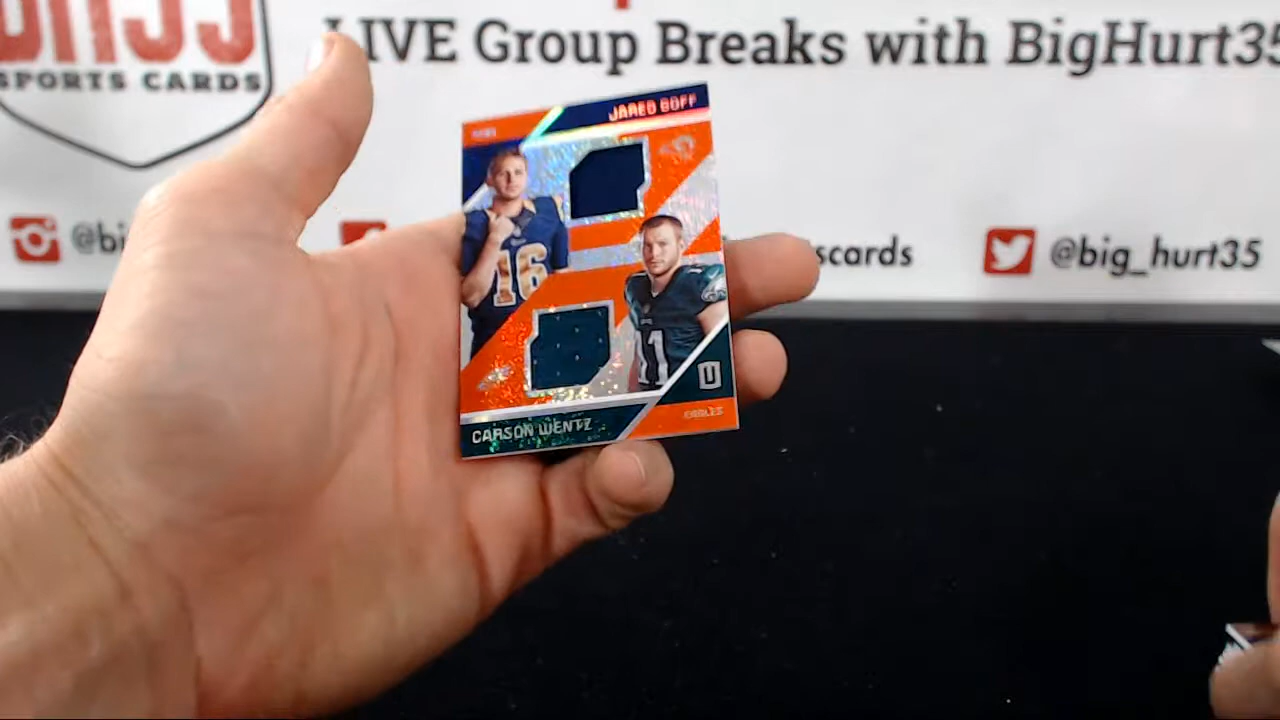 SPORTS CARDS
LIVE Group Breaks with BigHurt35
@bi
scards
@big_hurt35
JARED GOFF
16
11
U
CARSON WENTZ
EAGLES